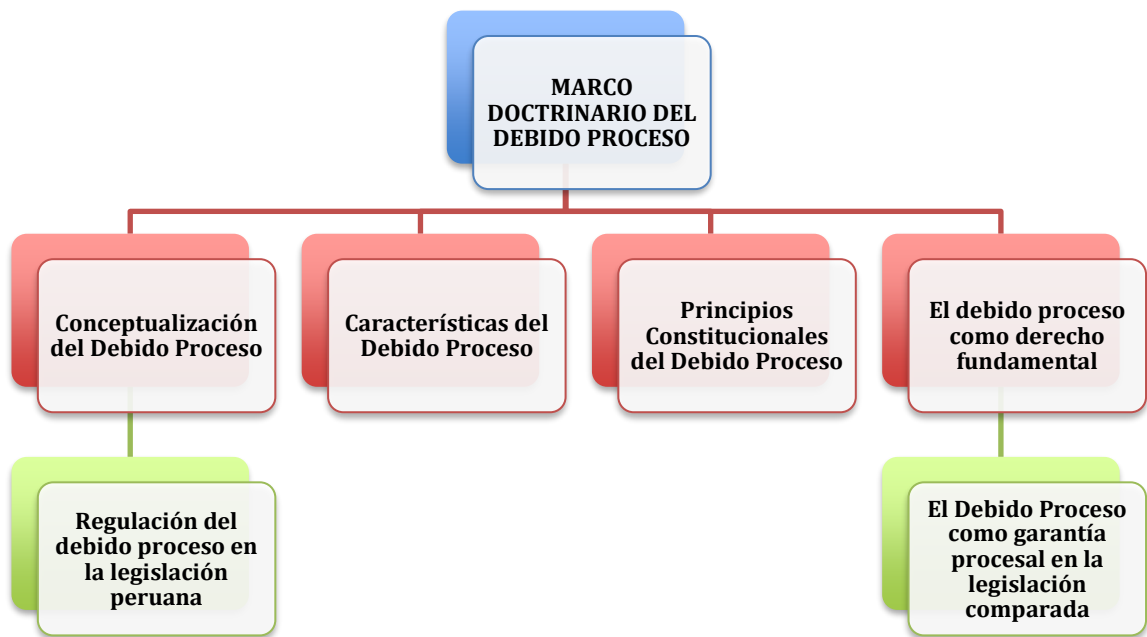 MARCO
DOCTRINARIO DEL
DEBIDO PROCESO
Conceptualización
del Debido Proceso
Características del
Debido Proceso
Principios
Constitucionales
del Debido Proceso
El debido proceso
como derecho
fundamental
Regulación del
debido proceso en
la legislación
peruana
El Debido Proceso
como garantía
procesal en la
legislación
comparada